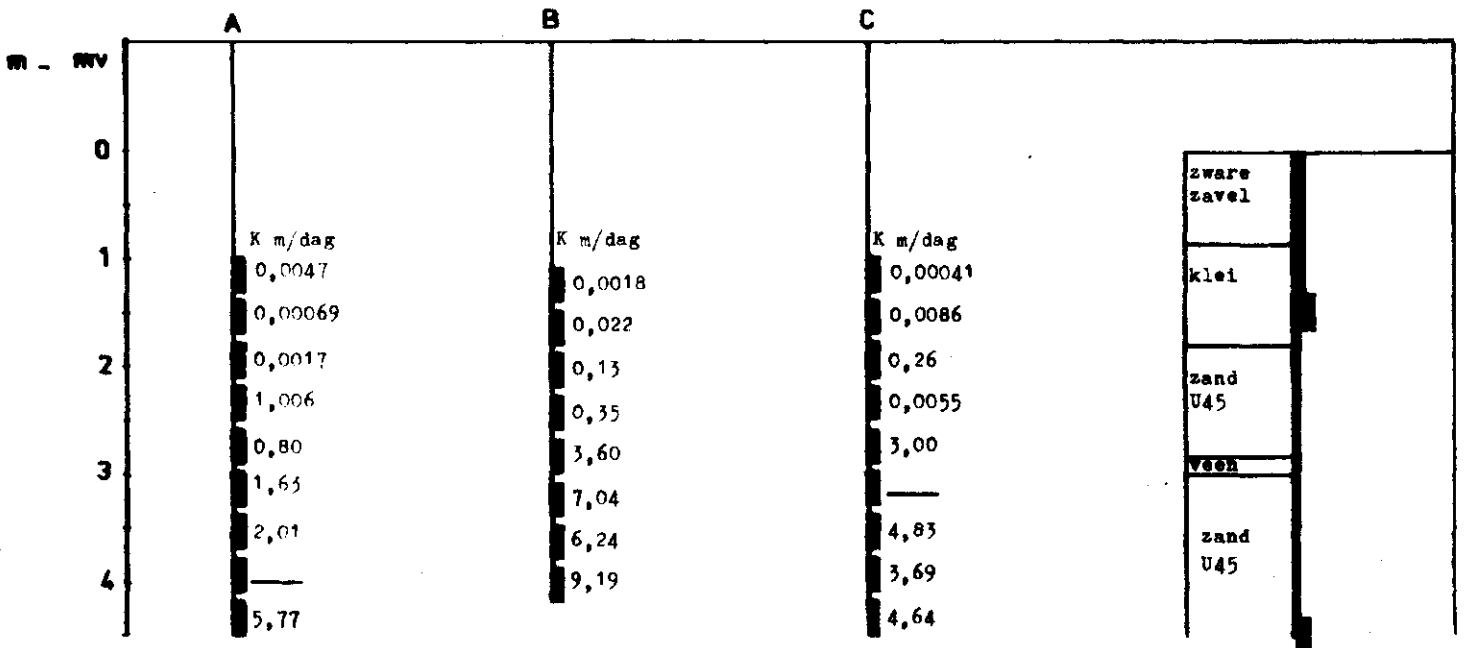 A B C
m - mv
0
1
2
3
4
K m/dag
0,0047
0,00069
0,0017
1,006
0,80
1,63
2,01
5,77
K m/dag
0,0018
0,022
0,13
0,35
3,60
7,04
6,24
9,19
K m/dag
0,00041
0,0086
0,26
0,0055
3,00
4,83
3,69
4,64
zware
zavel
klei
zand
U45
veen
zand
U45